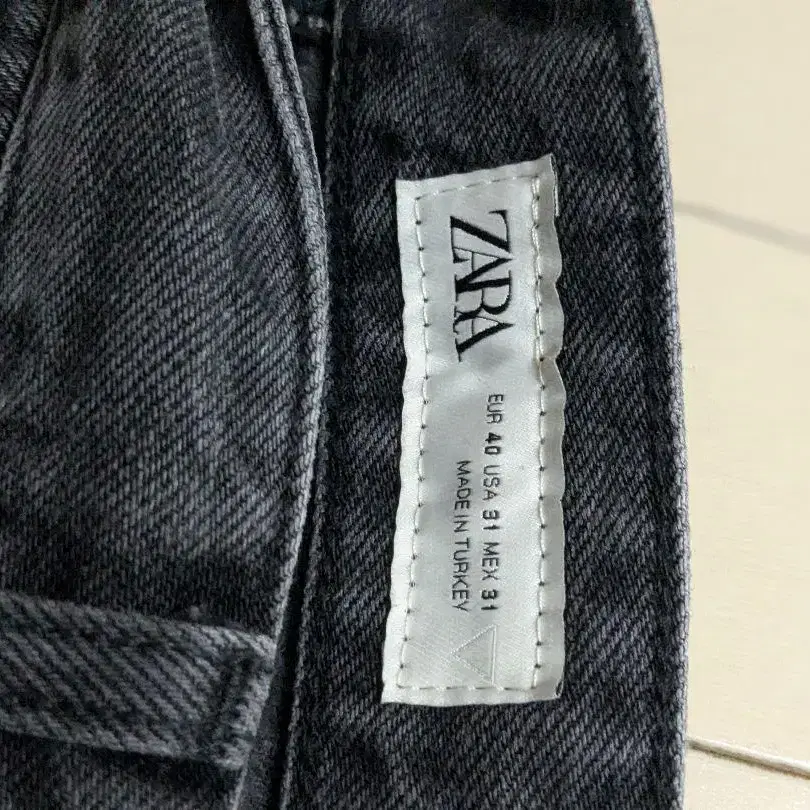 ZARA
EUR 40 USA 31 MEX 31
MADE IN TURKEY